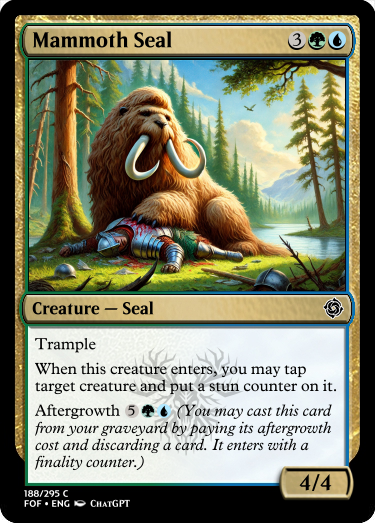 Mammoth Seal 3
Creature — Seal
Trample
When this creature enters, you may tap
target creature and put a stun counter on it.
Aftergrowth 5 (You may cast this card
from your graveyard by paying its aftergrowth
cost and discarding a card. It enters with a
finality counter.)
4/4
188/295 C
FOF • ENG ChatGPT